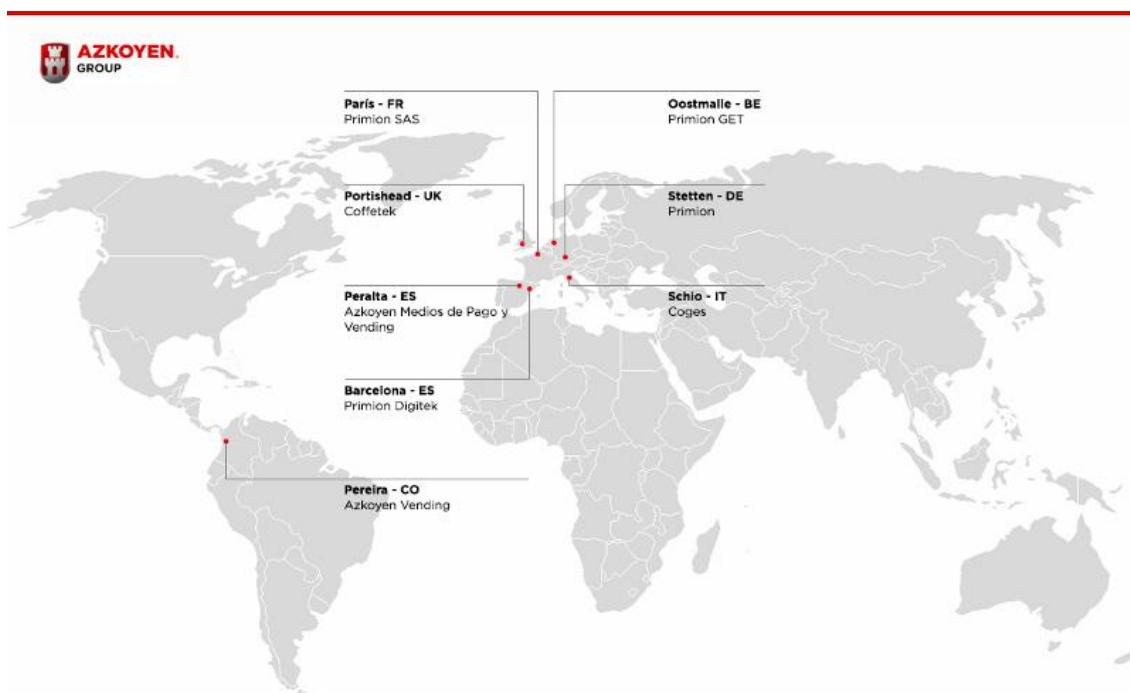 AZKOYEN.
GROUP
París - FR
Primion SAS
Oostmalle - BE
Primion GET
Portishead - UK
Coffetek
Stetten - DE
Primion
Peralta - ES
Azkoyen Medios de Pago y
Vending
Schio - IT
Coges
Barcelona - ES
Primion Digitek
Pereira - CO
Azkoyen Vending